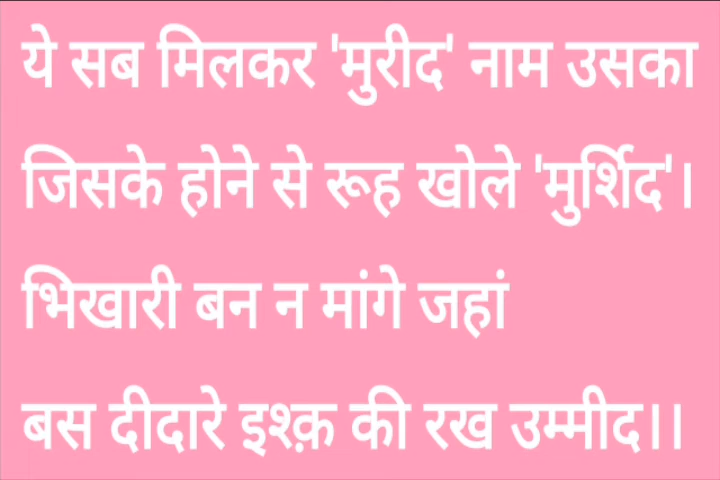 ये सब मिलकर 'मुरीद' नाम उसका
जिसके होने से रूह खोले 'मुर्शिद'।
भिखारी बन न मांगे जहां
बस दीदारे इश्क़ की रख उम्मीद।।